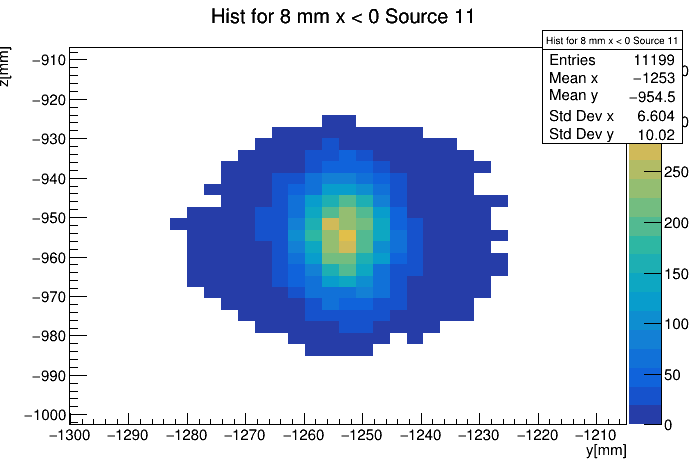 Hist for 8 mm x < 0 Source 11
Hist for 8 mm x < 0 Source 11
Entries 11199
Mean x −1253
Mean y −954.5
Std Dev x 6.604
Std Dev y 10.02
z[mm]
−910
−920
−930
−940
−950
−960
−970
−980
−990
−1000
−1300 −1290 −1280 −1270 −1260 −1250 −1240 −1230 −1220 −1210
y[mm]
250
200
150
100
50
0